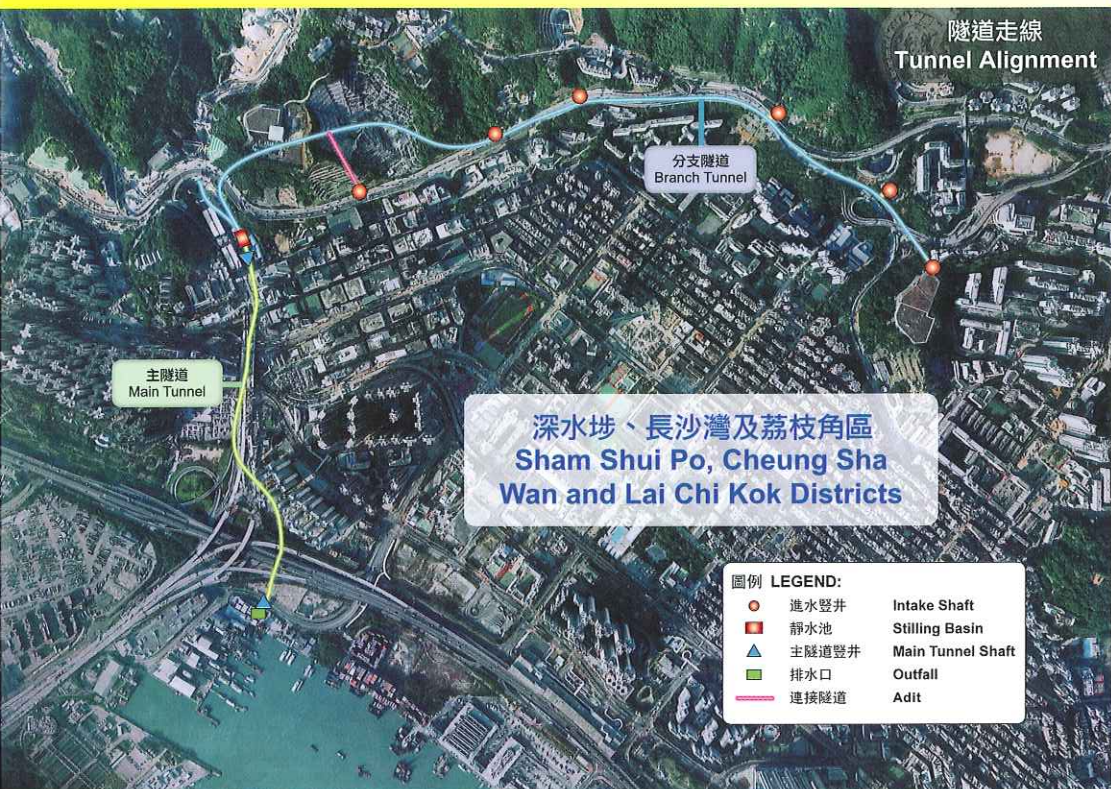 隧道走線
Tunnel Alignment
分支隧道
Branch Tunnel
主隧道
Main Tunnel
深水埗、長沙灣及荔枝角區
Sham Shui Po, Cheung Sha
Wan and Lai Chi Kok Districts
圖例 LEGEND:
進水豎井 Intake Shaft
靜水池 Stilling Basin
主隧道豎井 Main Tunnel Shaft
排水口 Outfall
連接隧道 Adit